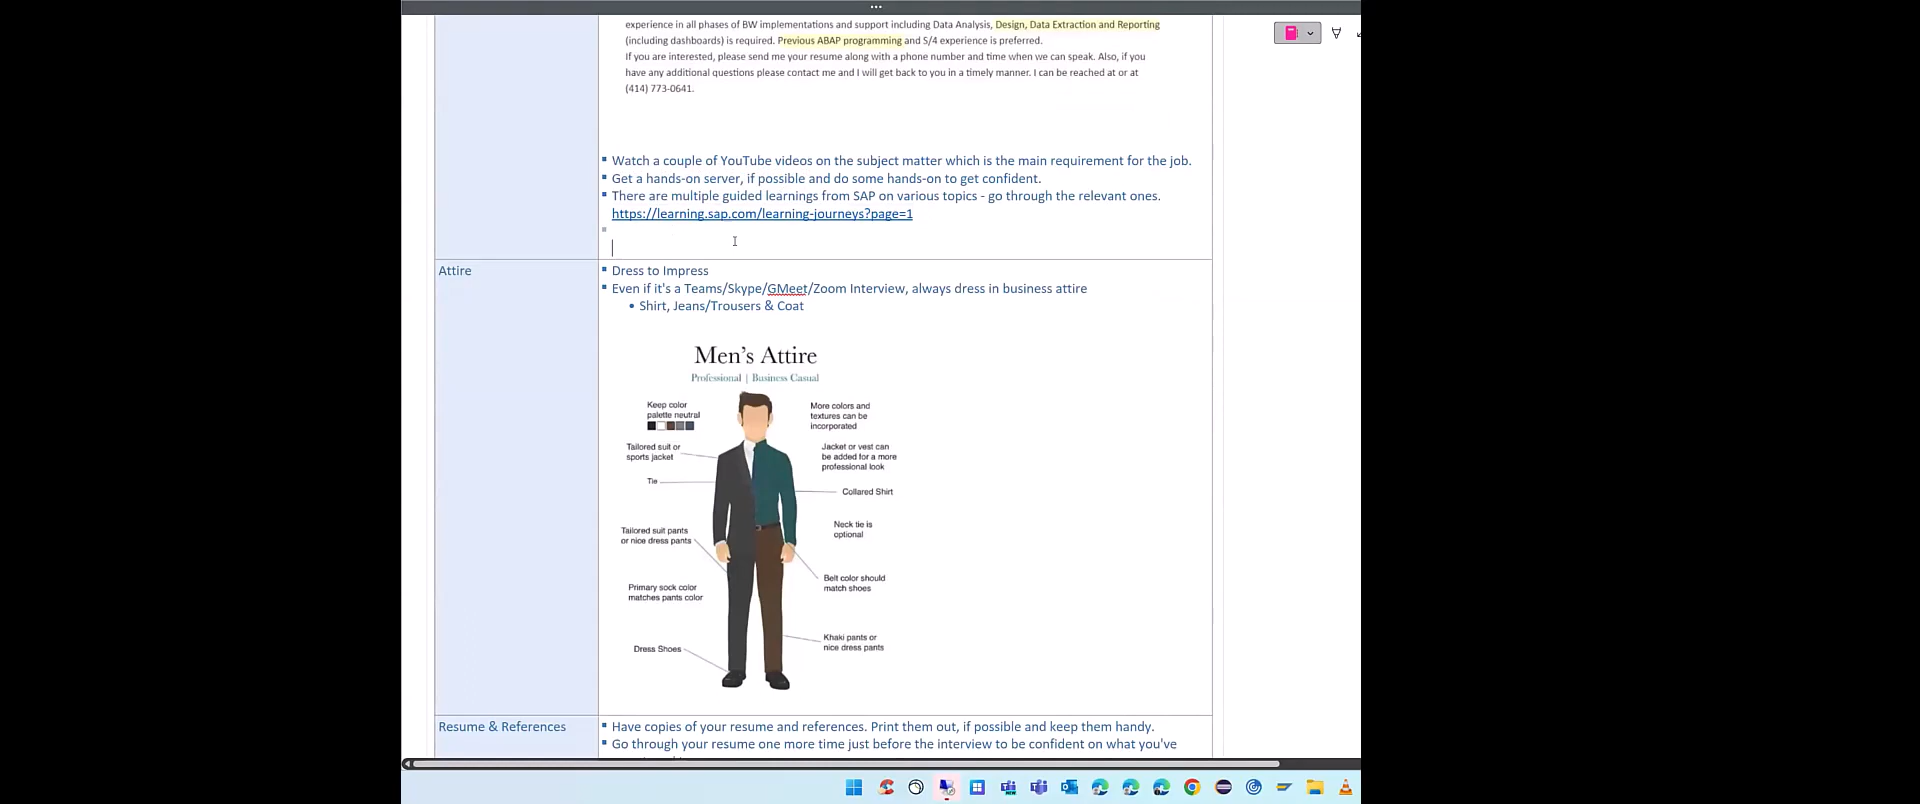 experience in all phases of BW implementations and support including Data Analysis, Design, Data Extraction and Reporting
(including dashboards) is required. Previous ABAP programming and S/4 experience is preferred.
If you are interested, please send me your resume along with a phone number and time when we can speak. Also, if you
have any additional questions please contact me and I will get back to you in a timely manner. I can be reached at or at
(414) 773-0641.
Watch a couple of YouTube videos on the subject matter which is the main requirement for the job.
Get a hands-on server, if possible and do some hands-on to get confident.
There are multiple guided learnings from SAP on various topics - go through the relevant ones.
https://learning.sap.com/learning-journeys?page=1
Attire
Dress to Impress
Even if it's a Teams/Skype/GMeet/Zoom Interview, always dress in business attire
Shirt, Jeans/Trousers & Coat
Men's Attire
Professional | Business Casual
Keep color
palette neutral
More colors and
textures can be
incorporated
Tailored suit or
sports jacket
Jacket or vest can
be added for a more
professional look
Tie
Collared Shirt
Neck tie is
optional
Tailored suit pants
or nice dress pants
Belt color should
match shoes
Primary sock color
matches pants color
Khaki pants or
nice dress pants
Dress Shoes
Resume & References
Have copies of your resume and references. Print them out, if possible and keep them handy.
Go through your resume one more time just before the interview to be confident on what you've